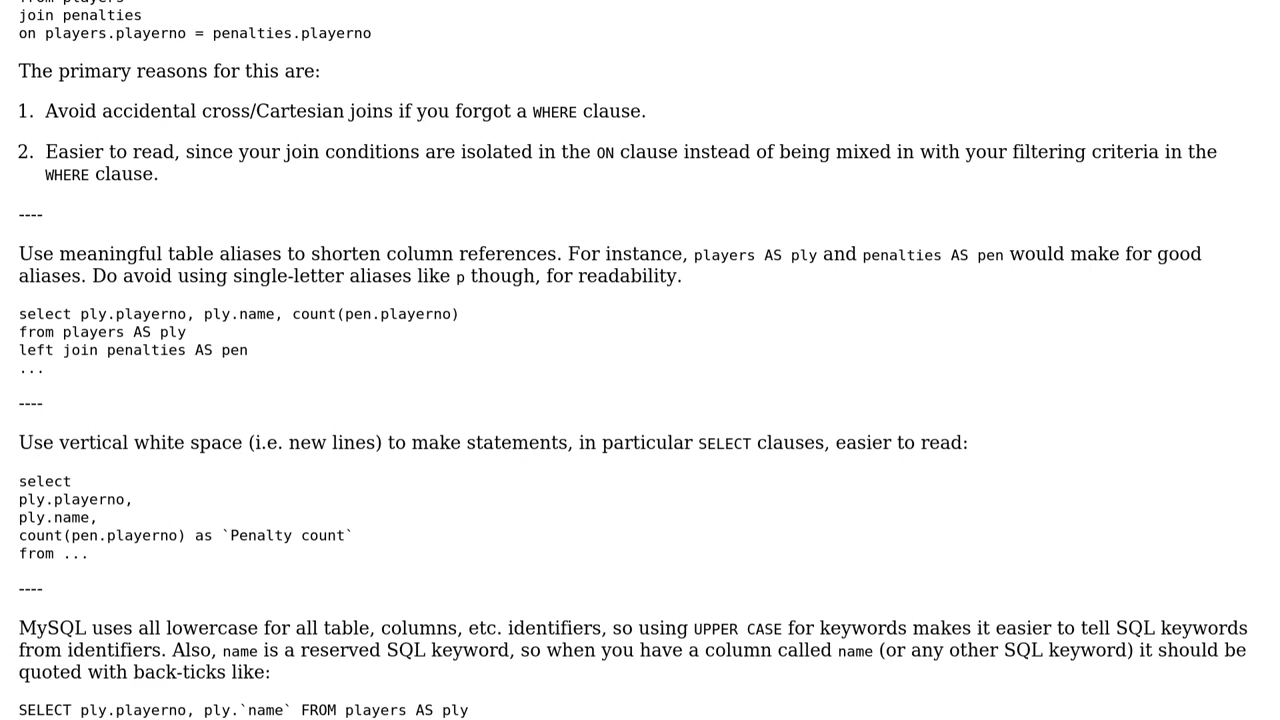 from players
join penalties
on players.playerno = penalties.playerno
The primary reasons for this are:
1. Avoid accidental cross/Cartesian joins if you forgot a WHERE clause.
2. Easier to read, since your join conditions are isolated in the ON clause instead of being mixed in with your filtering criteria in the
WHERE clause.
----
Use meaningful table aliases to shorten column references. For instance, players AS ply and penalties AS pen would make for good
aliases. Do avoid using single-letter aliases like p though, for readability.
select ply.playerno, ply.name, count(pen.playerno)
from players AS ply
left join penalties AS pen
...
----
Use vertical white space (i.e. new lines) to make statements, in particular SELECT clauses, easier to read:
select
ply.playerno,
ply.name,
count(pen.playerno) as `Penalty count`
from ...
----
MySQL uses all lowercase for all table, columns, etc. identifiers, so using UPPER CASE for keywords makes it easier to tell SQL keywords
from identifiers. Also, name is a reserved SQL keyword, so when you have a column called name (or any other SQL keyword) it should be
quoted with back-ticks like:
SELECT ply.playerno, ply.`name` FROM players AS ply